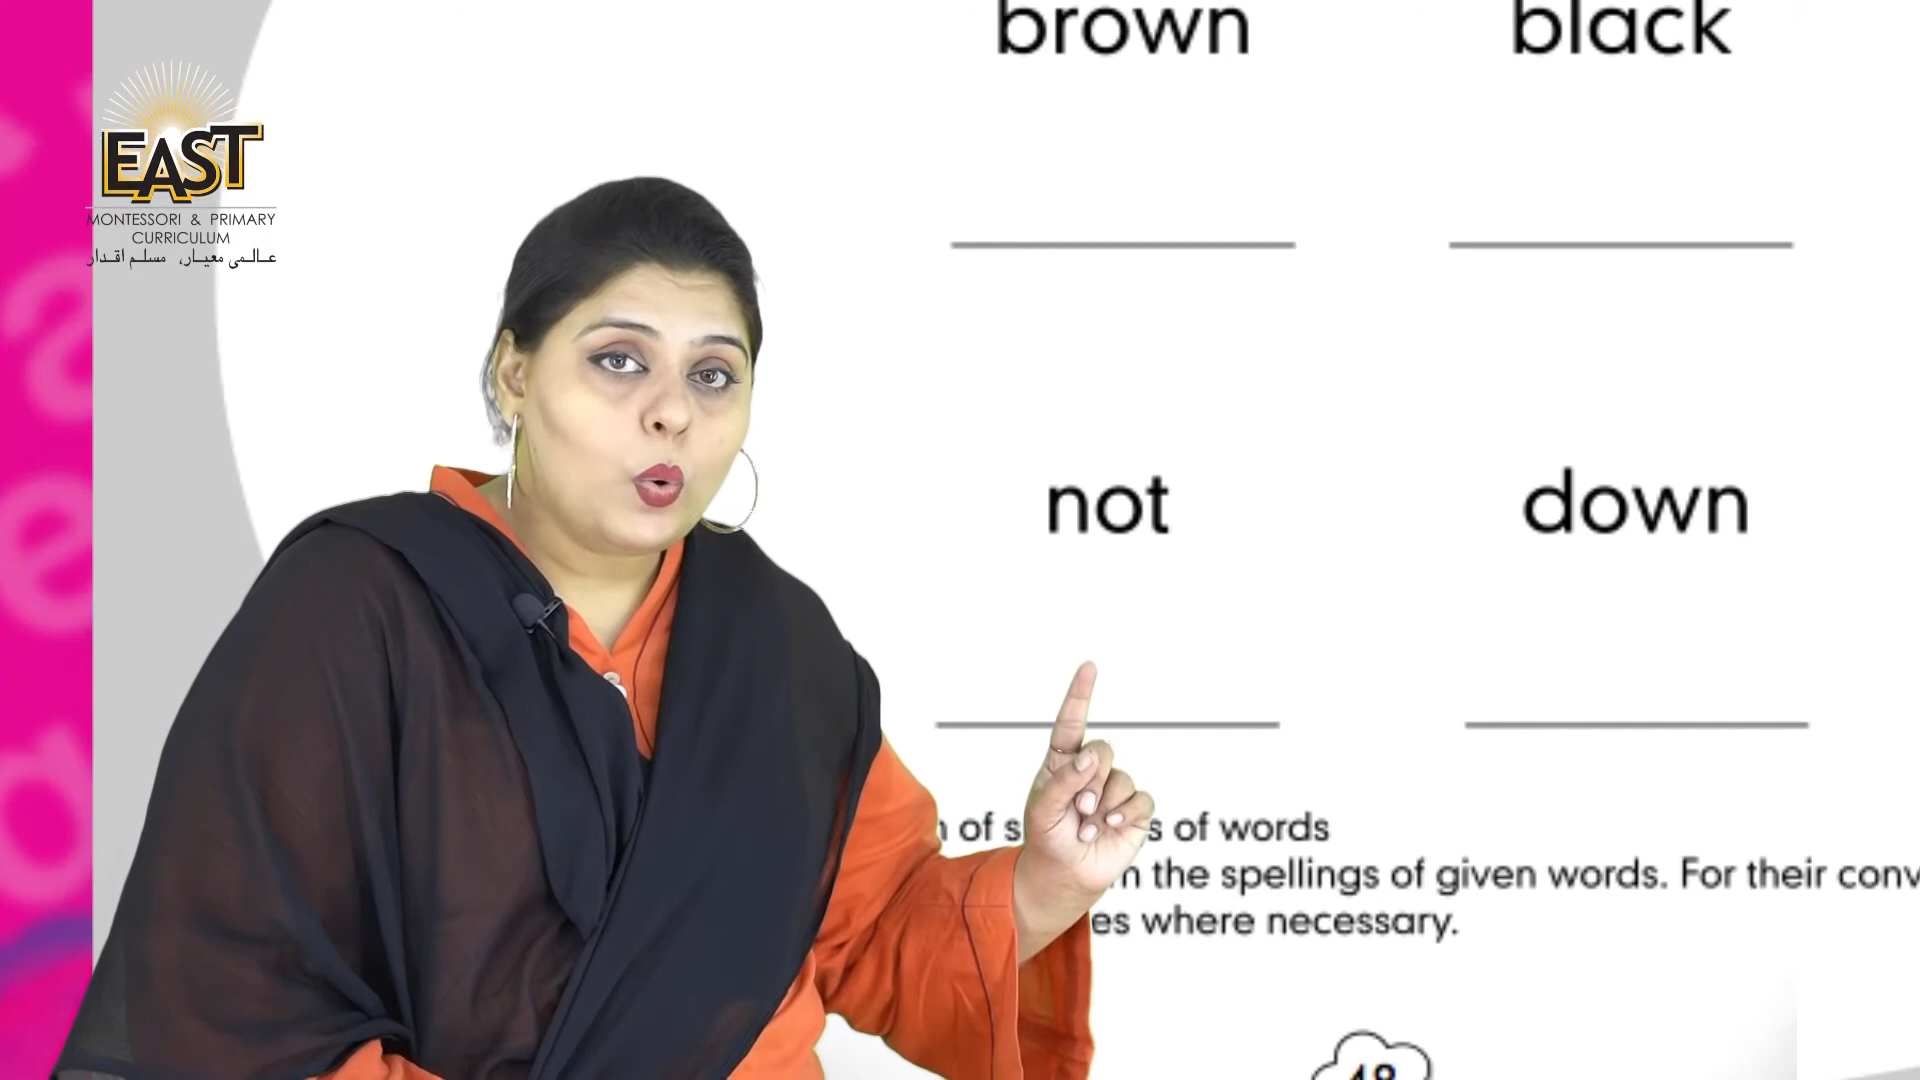 brown black
EAST
MONTESSORI & PRIMARY
CURRICULUM
عالمی معیار، مسلم اقدار
not down
of s of words
the spellings of given words. For their conv
es where necessary.
48